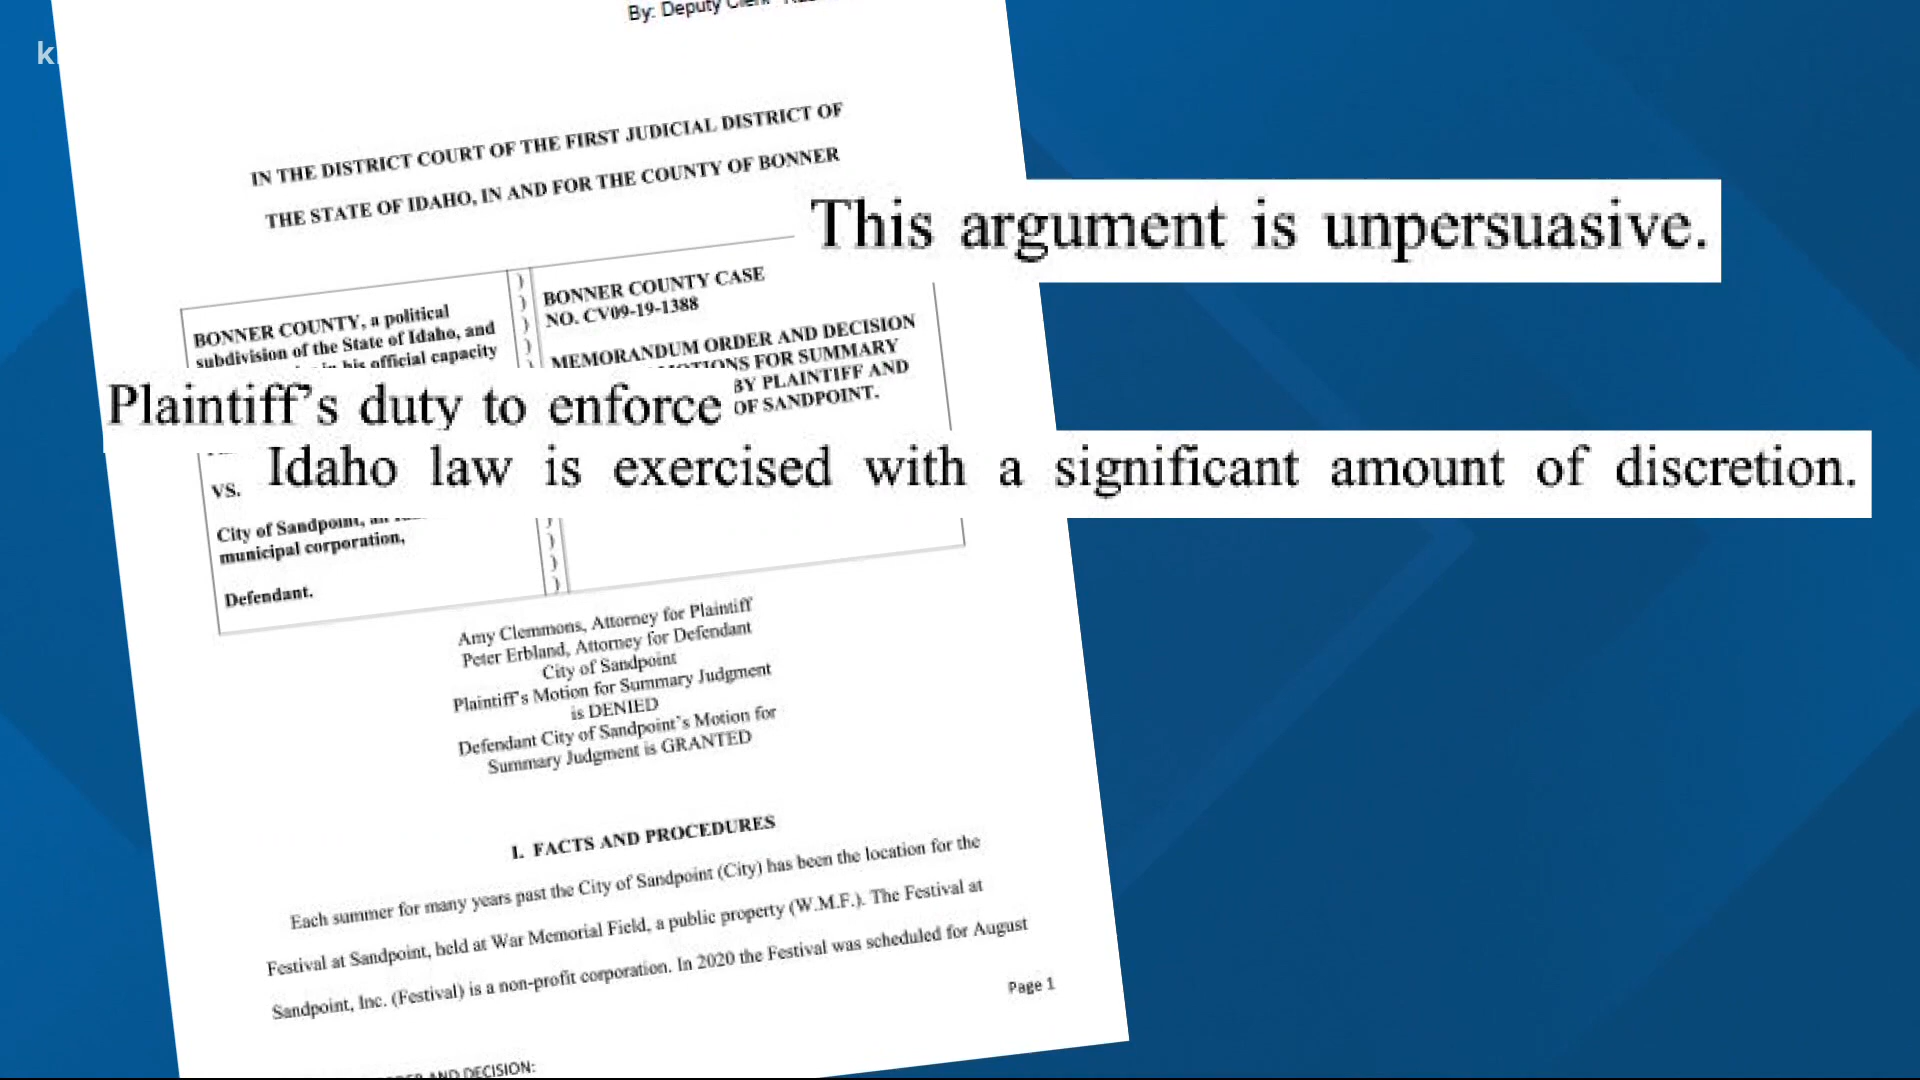 By: Deputy
k
IN THE DISTRICT COURT OF THE FIRST JUDICIAL DISTRICT OF
THE STATE OF IDAHO, IN AND FOR THE COUNTY OF BONNER
This argument is unpersuasive.
BONNER COUNTY, a political
subdivision of the State of Idaho, and
his official capacity
BONNER COUNTY CASE
NO. CV09-19-1388
MEMORANDUM ORDER AND DECISION
FOR SUMMARY
BY PLAINTIFF AND
OF SANDPOINT.
Plaintiff's duty to enforce
Idaho law is exercised with a significant amount of discretion.
VS.
City of Sandpoint,
municipal corporation,
Defendant.
Amy Clemmons, Attorney for Plaintiff
Peter Erbland, Attorney for Defendant
City of Sandpoint
Plaintiff's Motion for Summary Judgment
is DENIED
Defendant City of Sandpoint's Motion for
Summary Judgment is GRANTED
I. FACTS AND PROCEDURES
Each summer for many years past the City of Sandpoint (City) has been the location for the
Festival at Sandpoint, held at War Memorial Field, a public property (W.M.F.). The Festival at
Sandpoint, Inc. (Festival) is a non-profit corporation. In 2020 the Festival was scheduled for August
Page 1
AND DECISION: